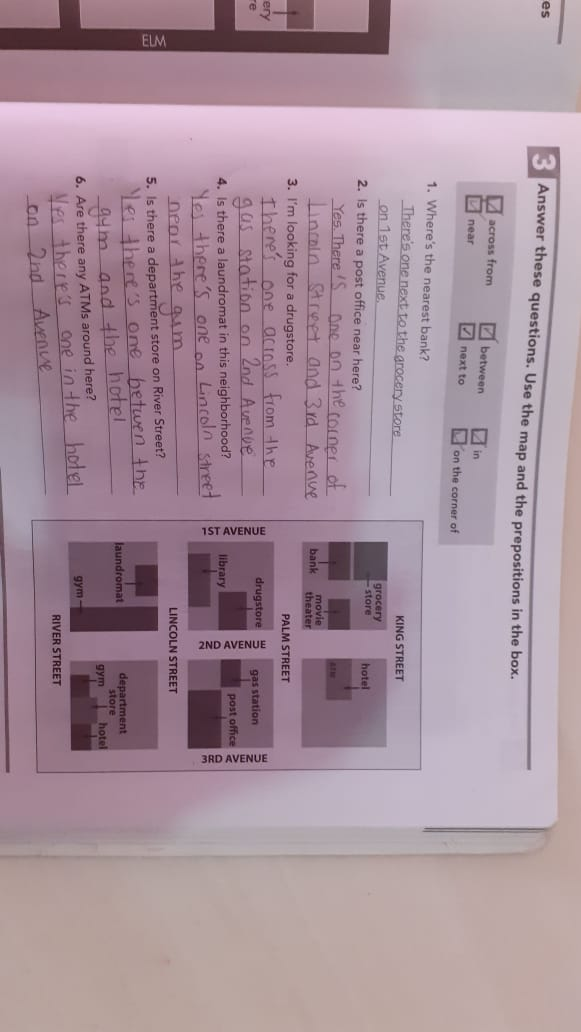 es
3 Answer these questions. Use the map and the prepositions in the box.
across from between in
near next to on the corner of
1. Where's the nearest bank?
There's one next to the grocery store
on 1st Avenue.
2. Is there a post office near here?
Yes. There's one on the corner of
Lincoln street and 3rd Avenue
3. I'm looking for a drugstore.
There's one across from the
gas station on 2nd Avenue
4. Is there a laundromat in this neighborhood?
Yes there's one on Lincoln street
near the gym
5. Is there a department store on River Street?
Yes there's one betwen the
gym and the hotel
6. Are there any ATMs around here?
Yes there's one in the hotel
on 2nd Avenue
KING STREET
grocery
store
hotel
bank
movie
theater
ATM
PALM STREET
1ST AVENUE
2ND AVENUE
3RD AVENUE
drugstore
gas station
library
post office
LINCOLN STREET
laundromat
department
store
gym
gym
hotel
RIVER STREET
ery
re
ELM